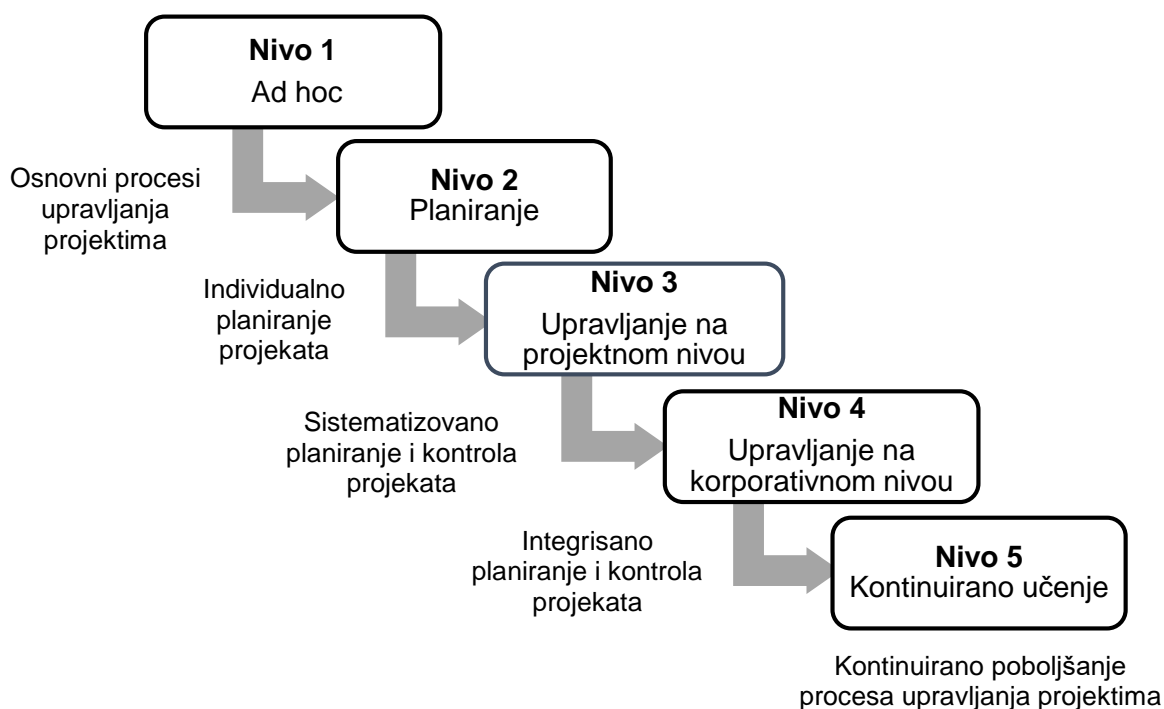 Nivo 1
Ad hoc
Osnovni procesi
upravljanja
projektima
Nivo 2
Planiranje
Individualno
planiranje
projekata
Nivo 3
Upravljanje na
projektnom nivou
Sistematizovano
planiranje i kontrola
projekata
Nivo 4
Upravljanje na
korporativnom nivou
Integrisano
planiranje i kontrola
projekata
Nivo 5
Kontinuirano učenje
Kontinuirano poboljšanje
procesa upravljanja projektima